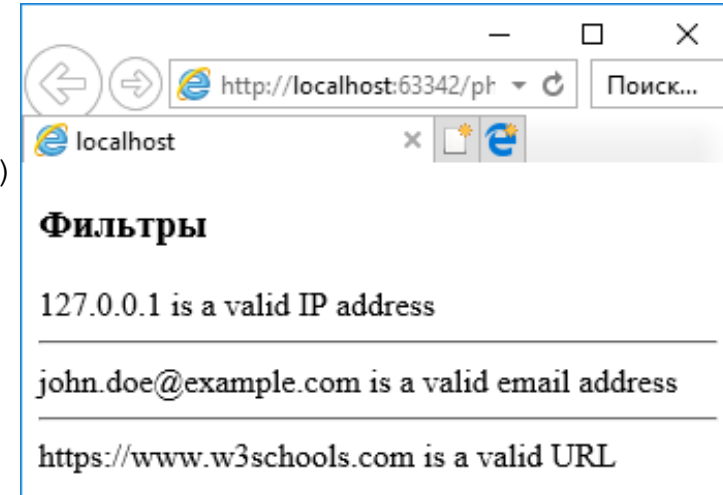 http://localhost:63342/ph
Поиск...
localhost
)
Фильтры
127.0.0.1 is a valid IP address
john.doe@example.com is a valid email address
https://www.w3schools.com is a valid URL